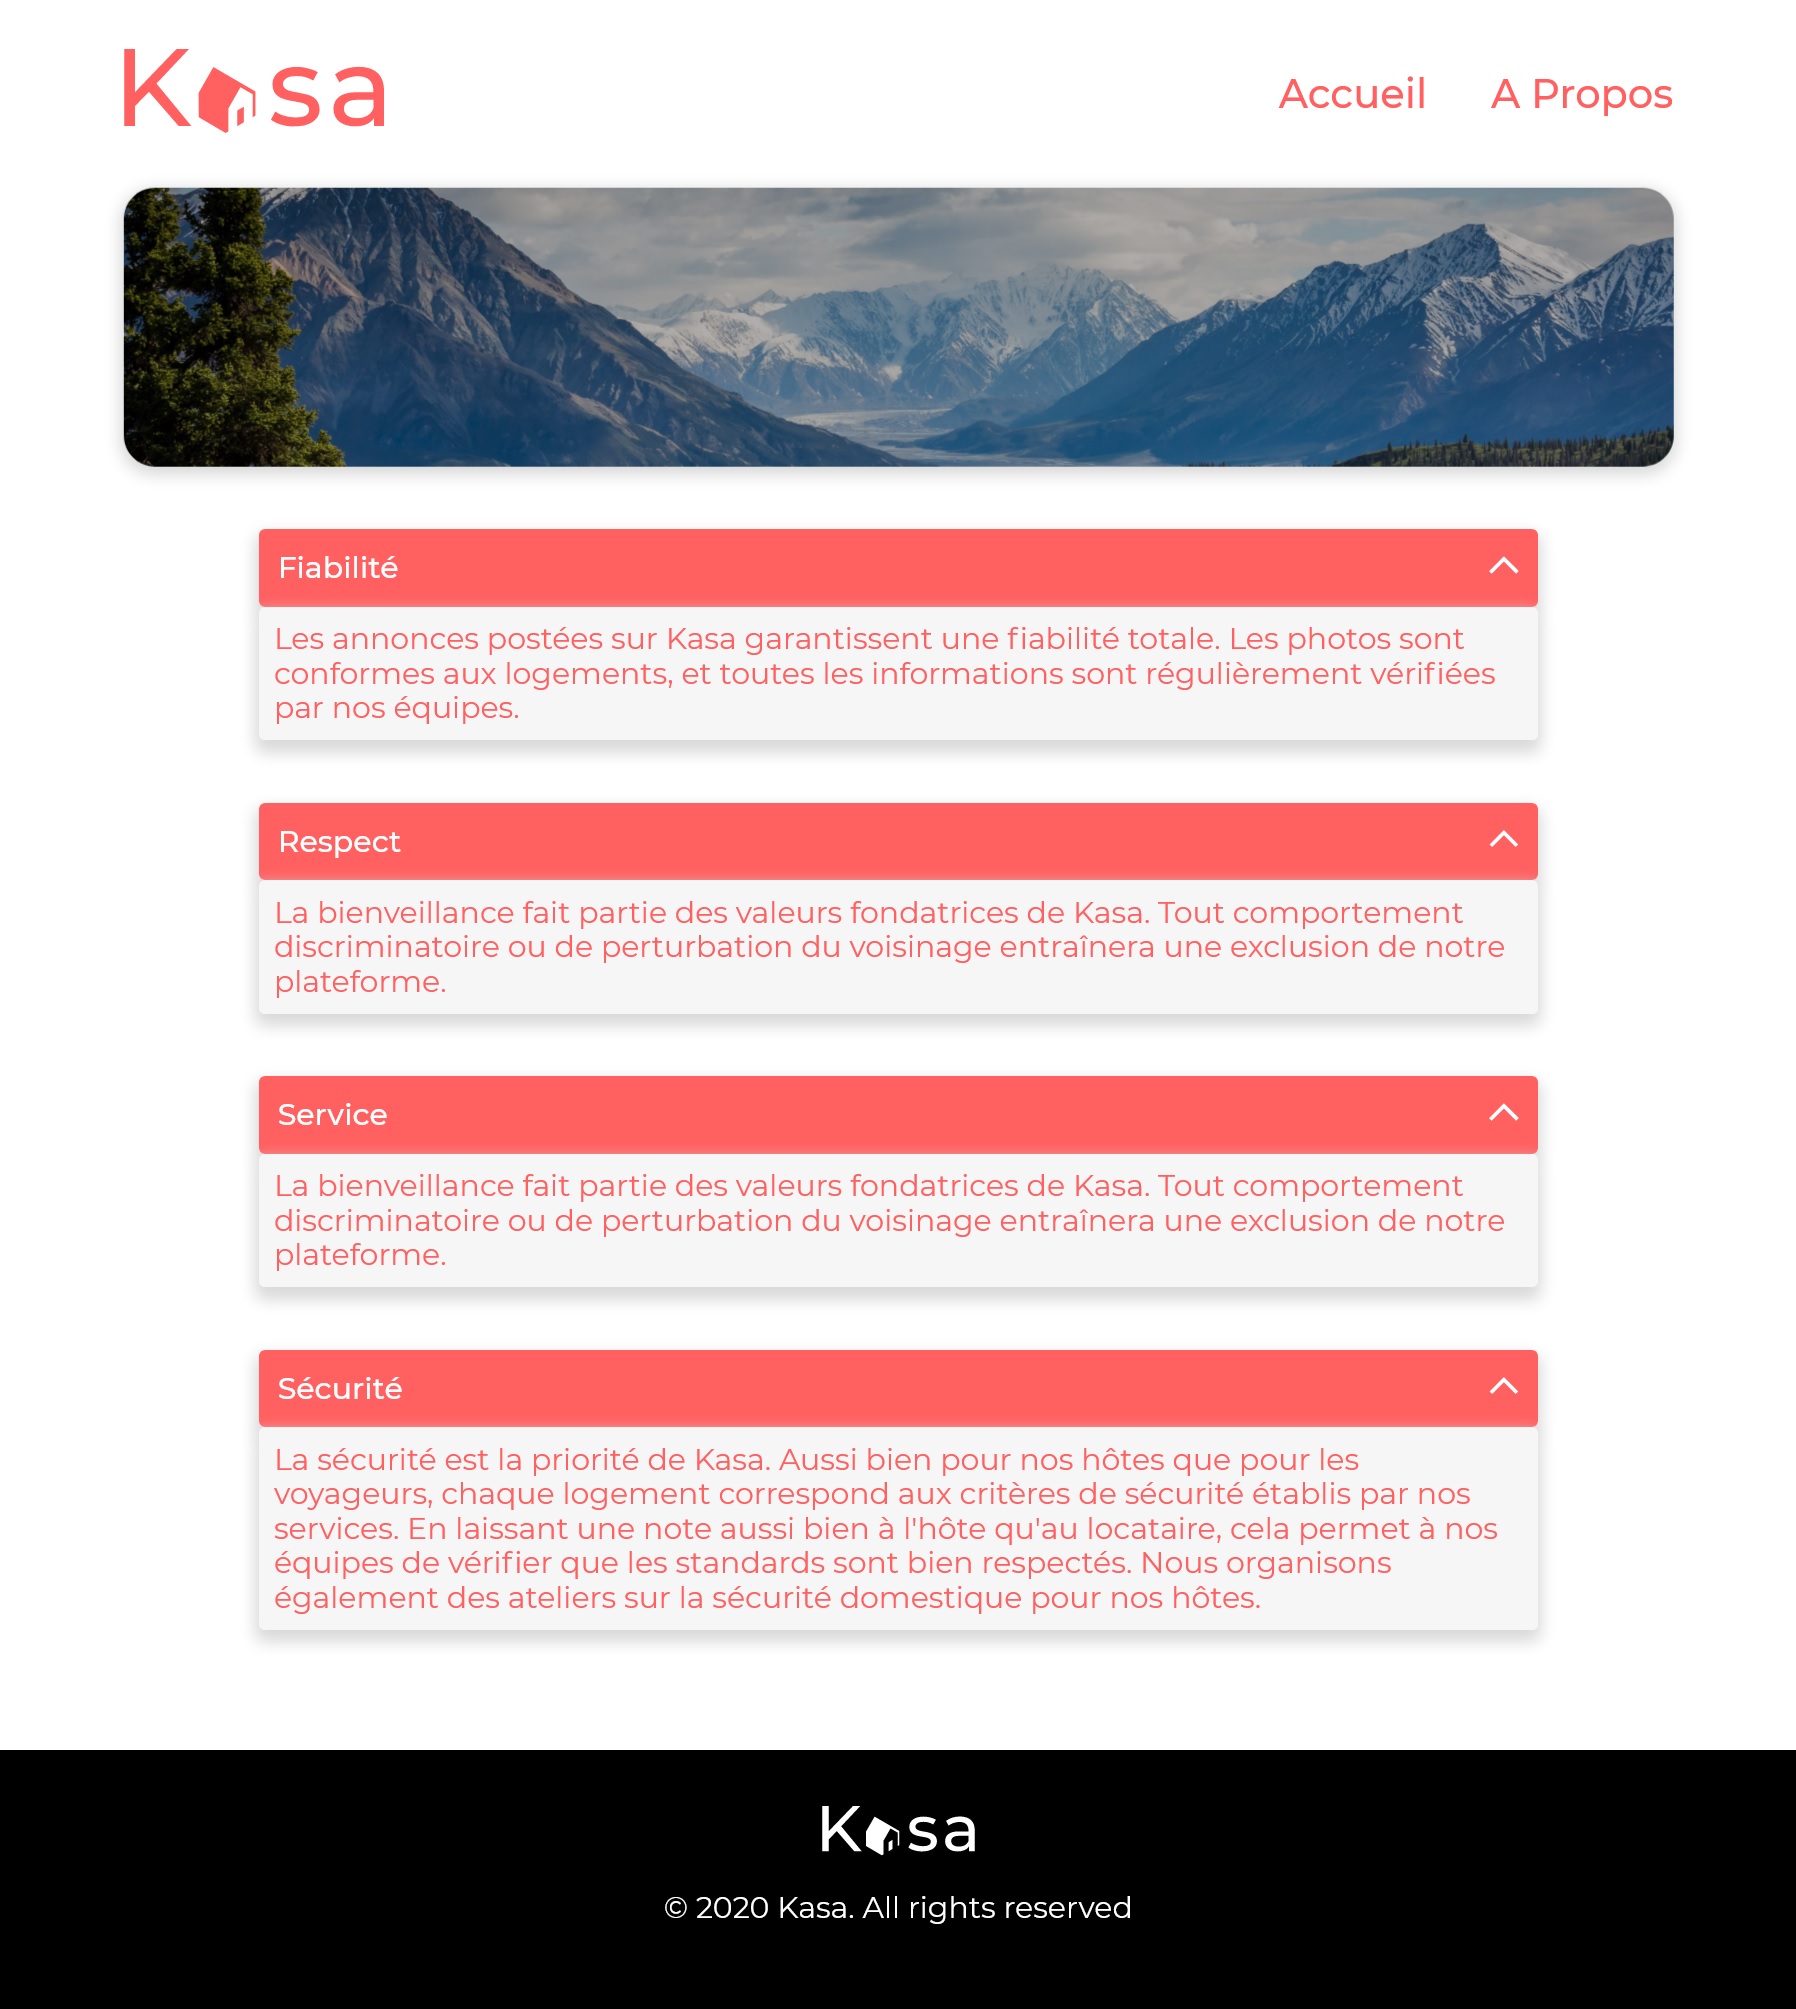 Kasa
Accueil A Propos
Fiabilité
Les annonces postées sur Kasa garantissent une fiabilité totale. Les photos sont
conformes aux logements, et toutes les informations sont régulièrement vérifiées
par nos équipes.
Respect
La bienveillance fait partie des valeurs fondatrices de Kasa. Tout comportement
discriminatoire ou de perturbation du voisinage entraînera une exclusion de notre
plateforme.
Service
La bienveillance fait partie des valeurs fondatrices de Kasa. Tout comportement
discriminatoire ou de perturbation du voisinage entraînera une exclusion de notre
plateforme.
Sécurité
La sécurité est la priorité de Kasa. Aussi bien pour nos hôtes que pour les
voyageurs, chaque logement correspond aux critères de sécurité établis par nos
services. En laissant une note aussi bien à l'hôte qu'au locataire, cela permet à nos
équipes de vérifier que les standards sont bien respectés. Nous organisons
également des ateliers sur la sécurité domestique pour nos hôtes.
Kasa
© 2020 Kasa. All rights reserved